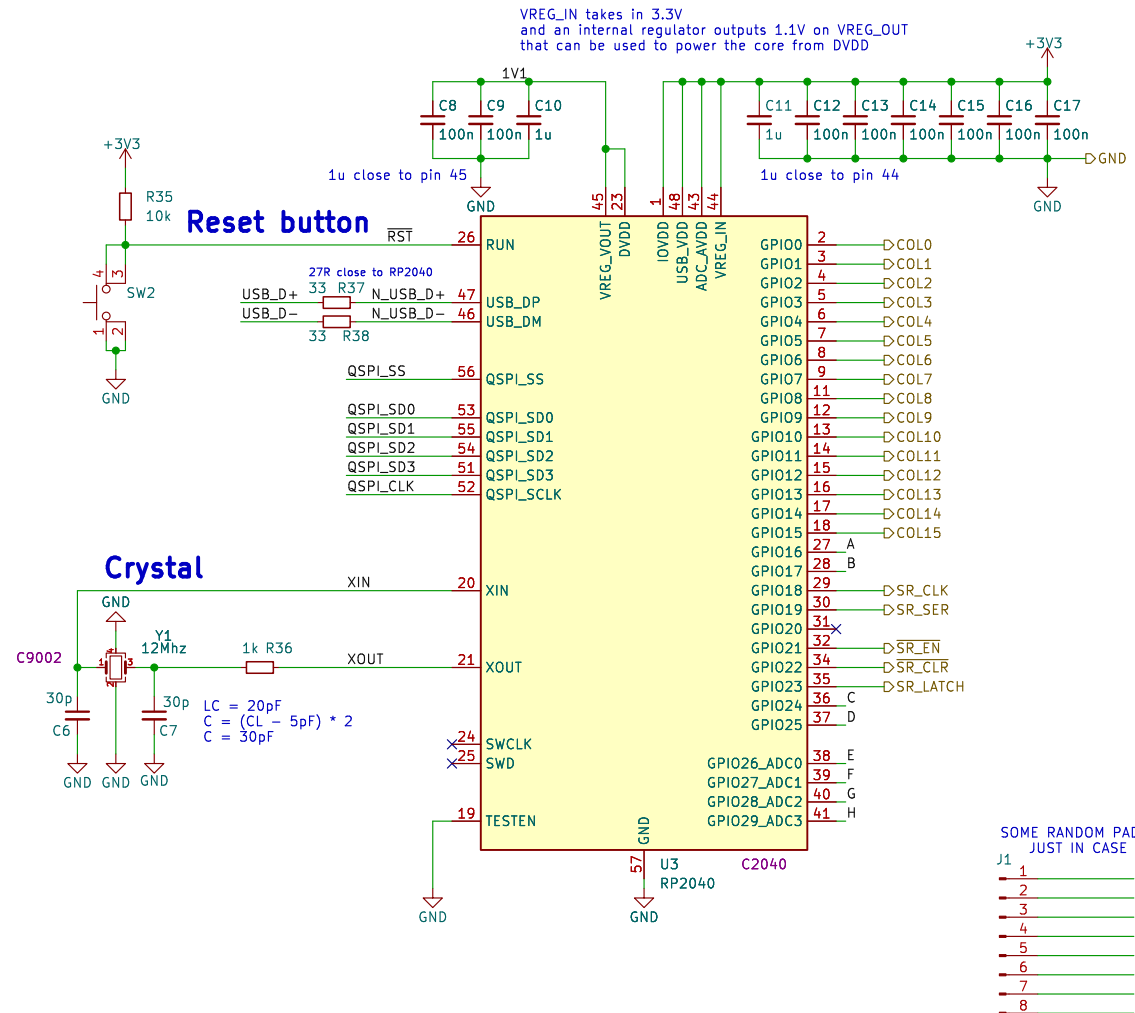 VREG_IN takes in 3.3V
and an internal regulator outputs 1.1V on VREG_OUT
that can be used to power the core from DVDD
+3V3
1V1
C8
100n
C9
100n
C10
1u
C11
1u
C12
100n
C13
100n
C14
100n
C15
100n
C16
100n
C17
100n
GND
1u close to pin 45
GND
1u close to pin 44
GND
+3V3
R35
10k
Reset button
RST
4
3
SW2
1
2
GND
27R close to RP2040
USB_D+
33
R37
N_USB_D+
USB_D-
33
R38
N_USB_D-
QSPI_SS
QSPI_SD0
QSPI_SD1
QSPI_SD2
QSPI_SD3
QSPI_CLK
45
23
1
48
43
44
VREG_VOUT
DVDD
IOVDD
USB_VDD
ADC_AVDD
VREG_IN
26 RUN
47 USB_DP
46 USB_DM
56 QSPI_SS
53 QSPI_SD0
55 QSPI_SD1
54 QSPI_SD2
51 QSPI_SD3
52 QSPI_SCLK
20 XIN
21 XOUT
24 SWCLK
25 SWD
19 TESTEN
GPIO0 2 COL0
GPIO1 3 COL1
GPIO2 4 COL2
GPIO3 5 COL3
GPIO4 6 COL4
GPIO5 7 COL5
GPIO6 8 COL6
GPIO7 9 COL7
GPIO8 11 COL8
GPIO9 12 COL9
GPIO10 13 COL10
GPIO11 14 COL11
GPIO12 15 COL12
GPIO13 16 COL13
GPIO14 17 COL14
GPIO15 18 COL15
GPIO16 27 A
GPIO17 28 B
GPIO18 29 SR_CLK
GPIO19 30 SR_SER
GPIO20 31
GPIO21 32 SR_EN
GPIO22 34 SR_CLR
GPIO23 35 SR_LATCH
GPIO24 36 C
GPIO25 37 D
GPIO26_ADC0 38 E
GPIO27_ADC1 39 F
GPIO28_ADC2 40 G
GPIO29_ADC3 41 H
GND
57
U3
RP2040
C2040
GND
GND
Crystal
XIN
GND
Y1
12Mhz
C9002
1
4
3
2
1k R36
XOUT
30p
C6
30p
C7
LC = 20pF
C = (CL - 5pF) * 2
C = 30pF
GND
GND
GND
SOME RANDOM PAD
JUST IN CASE
J1
1
2
3
4
5
6
7
8